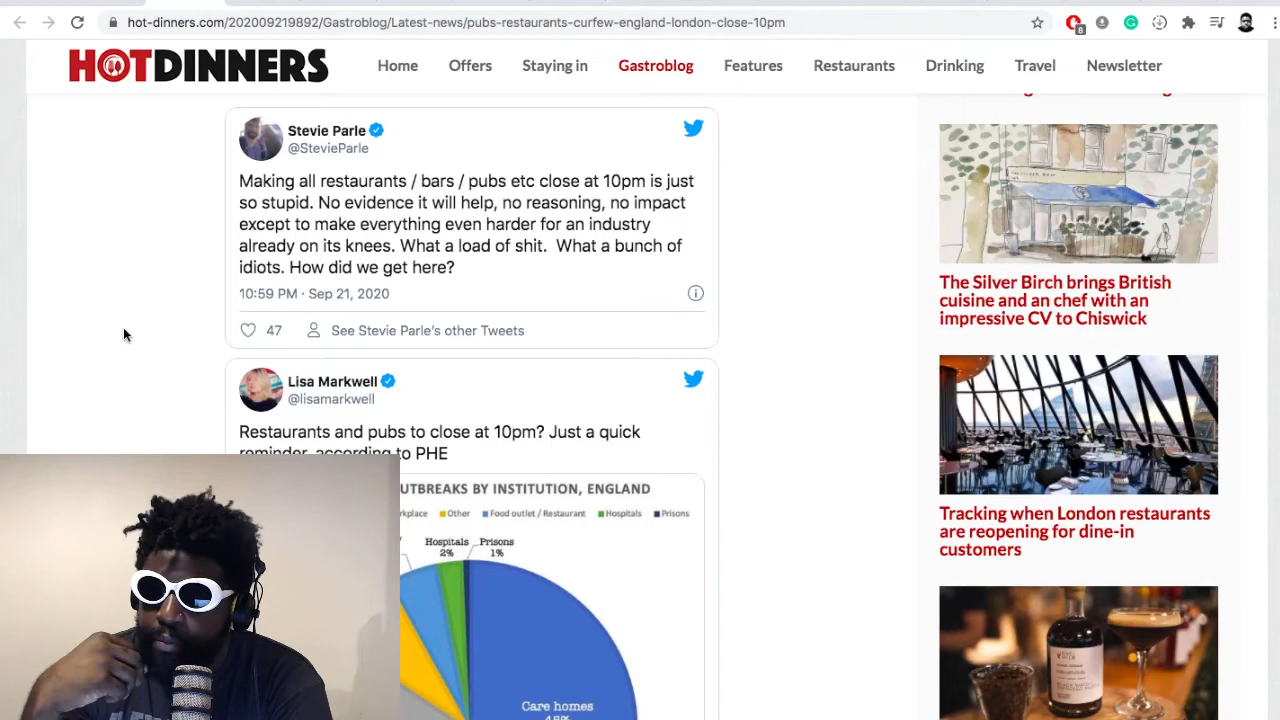 hot-dinners.com/202009219892/Gastroblog/Latest-news/pubs-restaurants-curfew-england-london-close-10pm
8
HOTDINNERS
Home
Offers
Staying in
Gastroblog
Features
Restaurants
Drinking
Travel
Newsletter
Stevie Parle
@StevieParle
Making all restaurants / bars / pubs etc close at 10pm is just
so stupid. No evidence it will help, no reasoning, no impact
except to make everything even harder for an industry
already on its knees. What a load of shit. What a bunch of
idiots. How did we get here?
10:59 PM · Sep 21, 2020
47
See Stevie Parle's other Tweets
Lisa Markwell
@lisamarkwell
Restaurants and pubs to close at 10pm? Just a quick
reminder, according to PHE
UTBREAKS BY INSTITUTION, ENGLAND
kplace
Other
Food outlet / Restaurant
Hospitals
Prisons
Hospitals
2%
Prisons
1%
Care homes
The Silver Birch brings British
cuisine and an chef with an
impressive CV to Chiswick
Tracking when London restaurants
are reopening for dine-in
customers